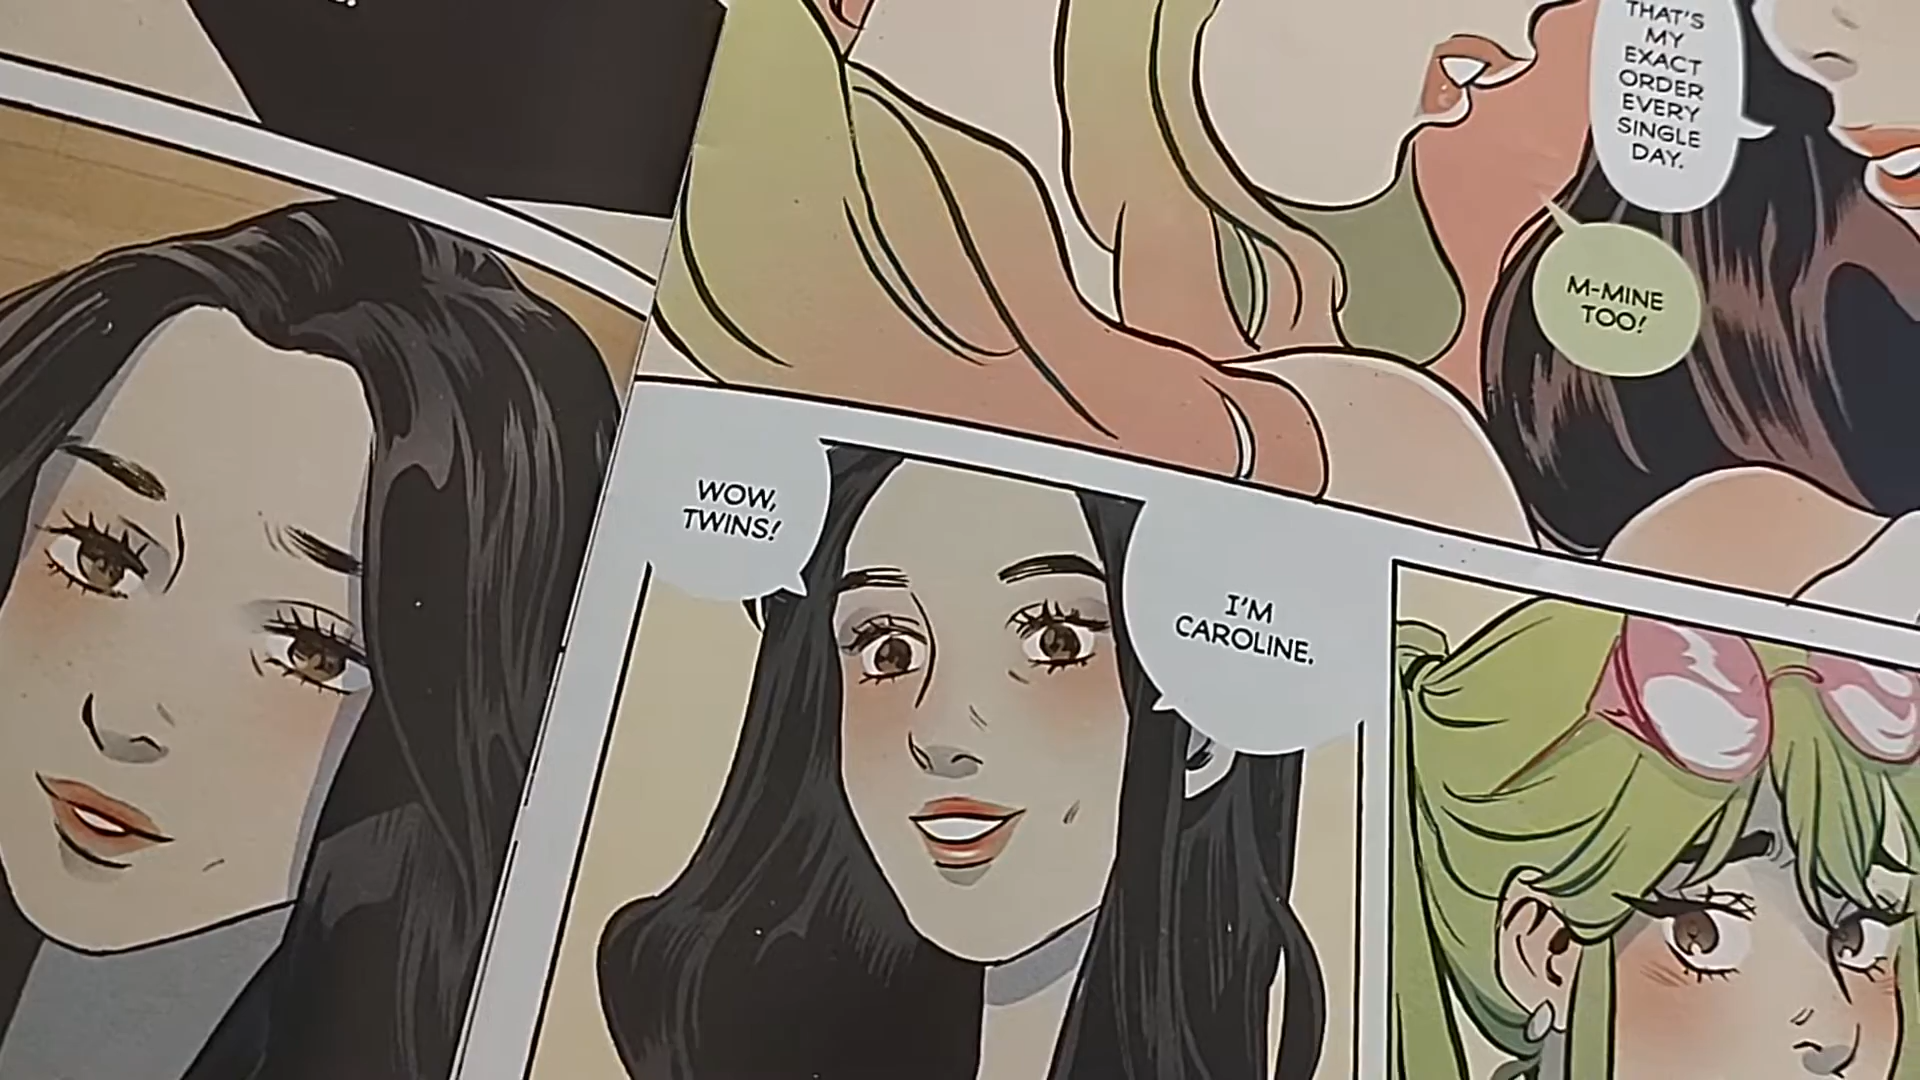 THAT'S
MY
EXACT
ORDER
EVERY
SINGLE
DAY.
M-MINE
TOO!
WOW,
TWINS!
I'M
CAROLINE.